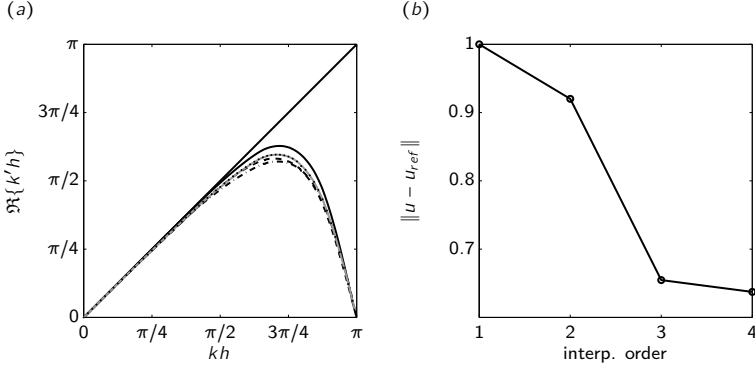 (a)
(b)
π
3π/4
π/2
π/4
0
ℜ{k′h}
0 π/4 π/2 3π/4 π
kh
1
0.9
0.8
0.7
‖u − u_ref‖
1 2 3 4
interp. order